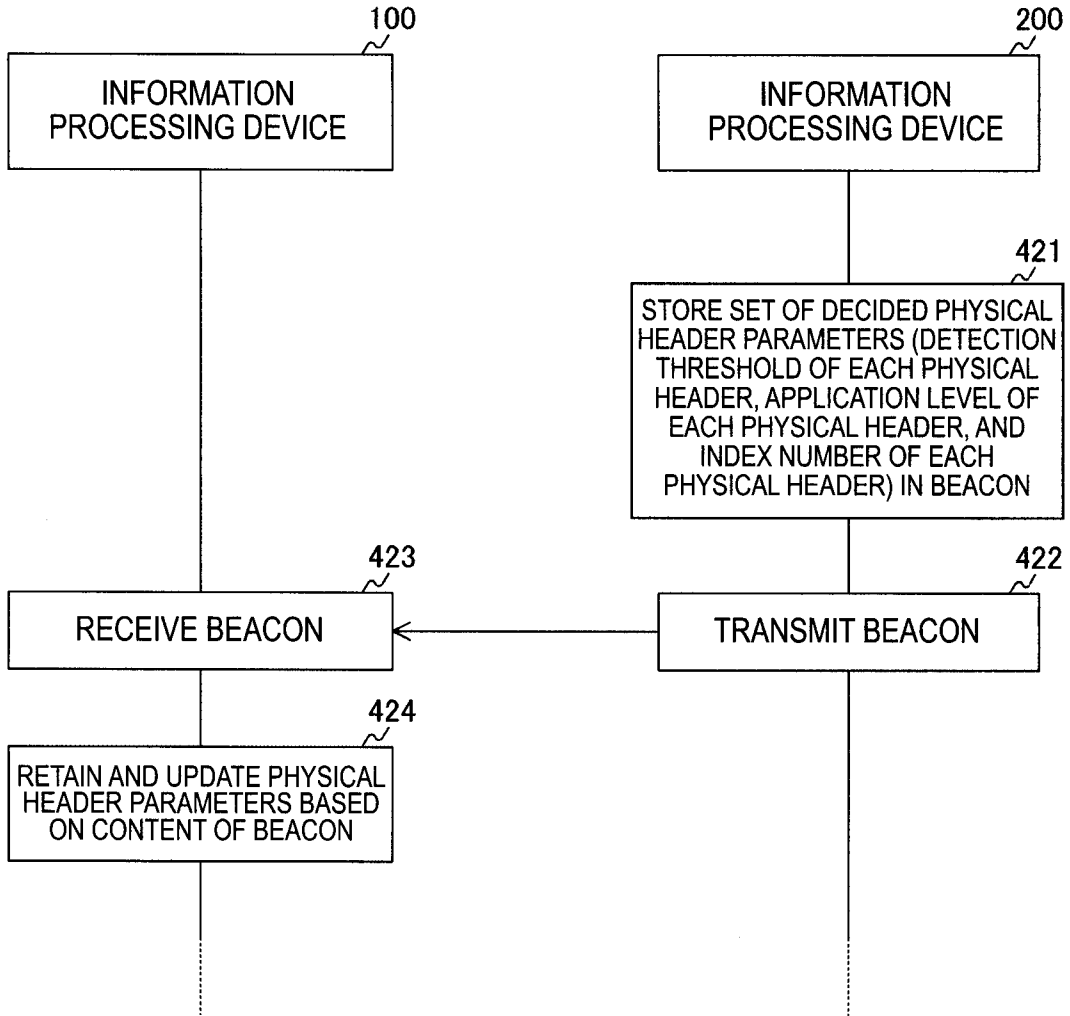 100
INFORMATION
PROCESSING DEVICE
200
INFORMATION
PROCESSING DEVICE
421
STORE SET OF DECIDED PHYSICAL
HEADER PARAMETERS (DETECTION
THRESHOLD OF EACH PHYSICAL
HEADER, APPLICATION LEVEL OF
EACH PHYSICAL HEADER, AND
INDEX NUMBER OF EACH
PHYSICAL HEADER) IN BEACON
423
RECEIVE BEACON
422
TRANSMIT BEACON
424
RETAIN AND UPDATE PHYSICAL
HEADER PARAMETERS BASED
ON CONTENT OF BEACON